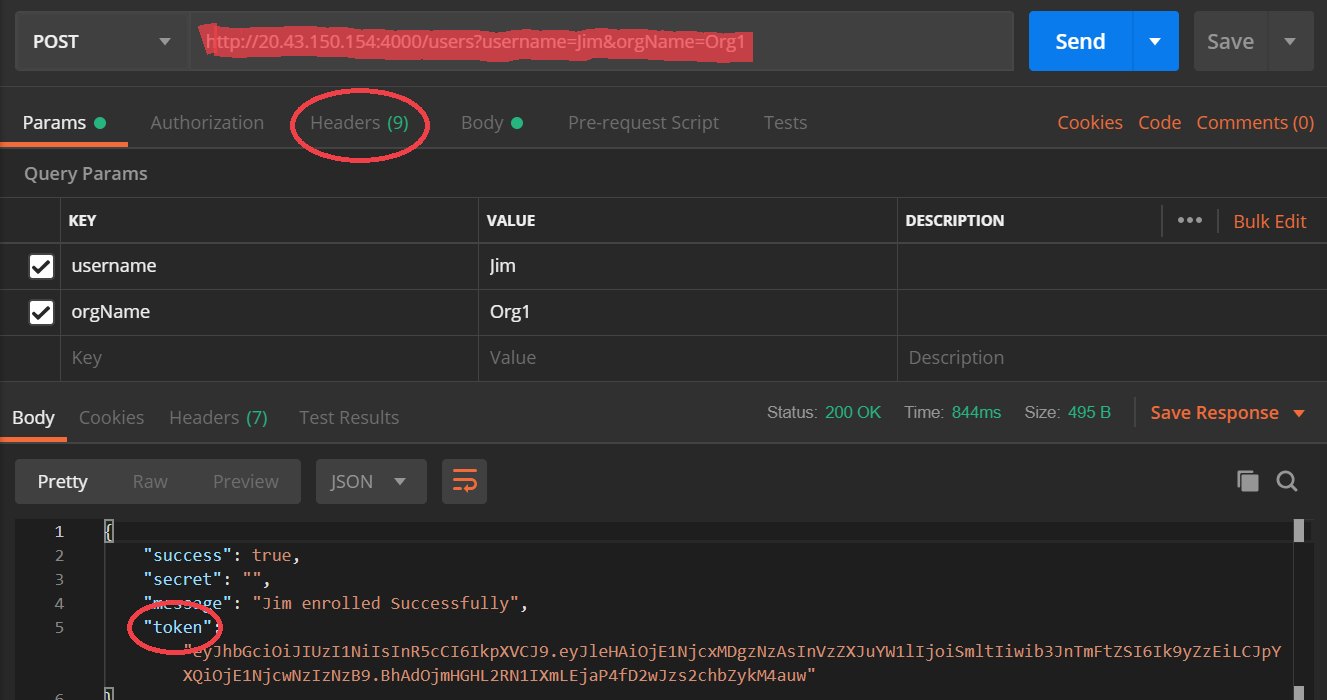 POST http://20.43.150.154:4000/users?username=Jim&orgName=Org1 Send Save
Params Authorization Headers (9) Body Pre-request Script Tests Cookies Code Comments (0)
Query Params
KEY VALUE DESCRIPTION ••• Bulk Edit
username Jim
orgName Org1
Key Value Description
Body Cookies Headers (7) Test Results Status: 200 OK Time: 844ms Size: 495 B Save Response
Pretty Raw Preview JSON
1 {
2 "success": true,
3 "secret": "",
4 "message": "Jim enrolled Successfully",
5 "token":
"eyJhbGciOiJIUzI1NiIsInR5cCI6IkpXVCJ9.eyJleHAiOjE1NjcxMDgzNzAsInVzZXJuYW1lIjoiSmltIiwib3JnTmFtZSI6Ik9yZzEiLCJpY
XQiOjE1NjcwNzIzNzB9.BhAdOjmHGHL2RN1IXmLEjaP4fD2wJzs2chbZykM4auw"
6 }